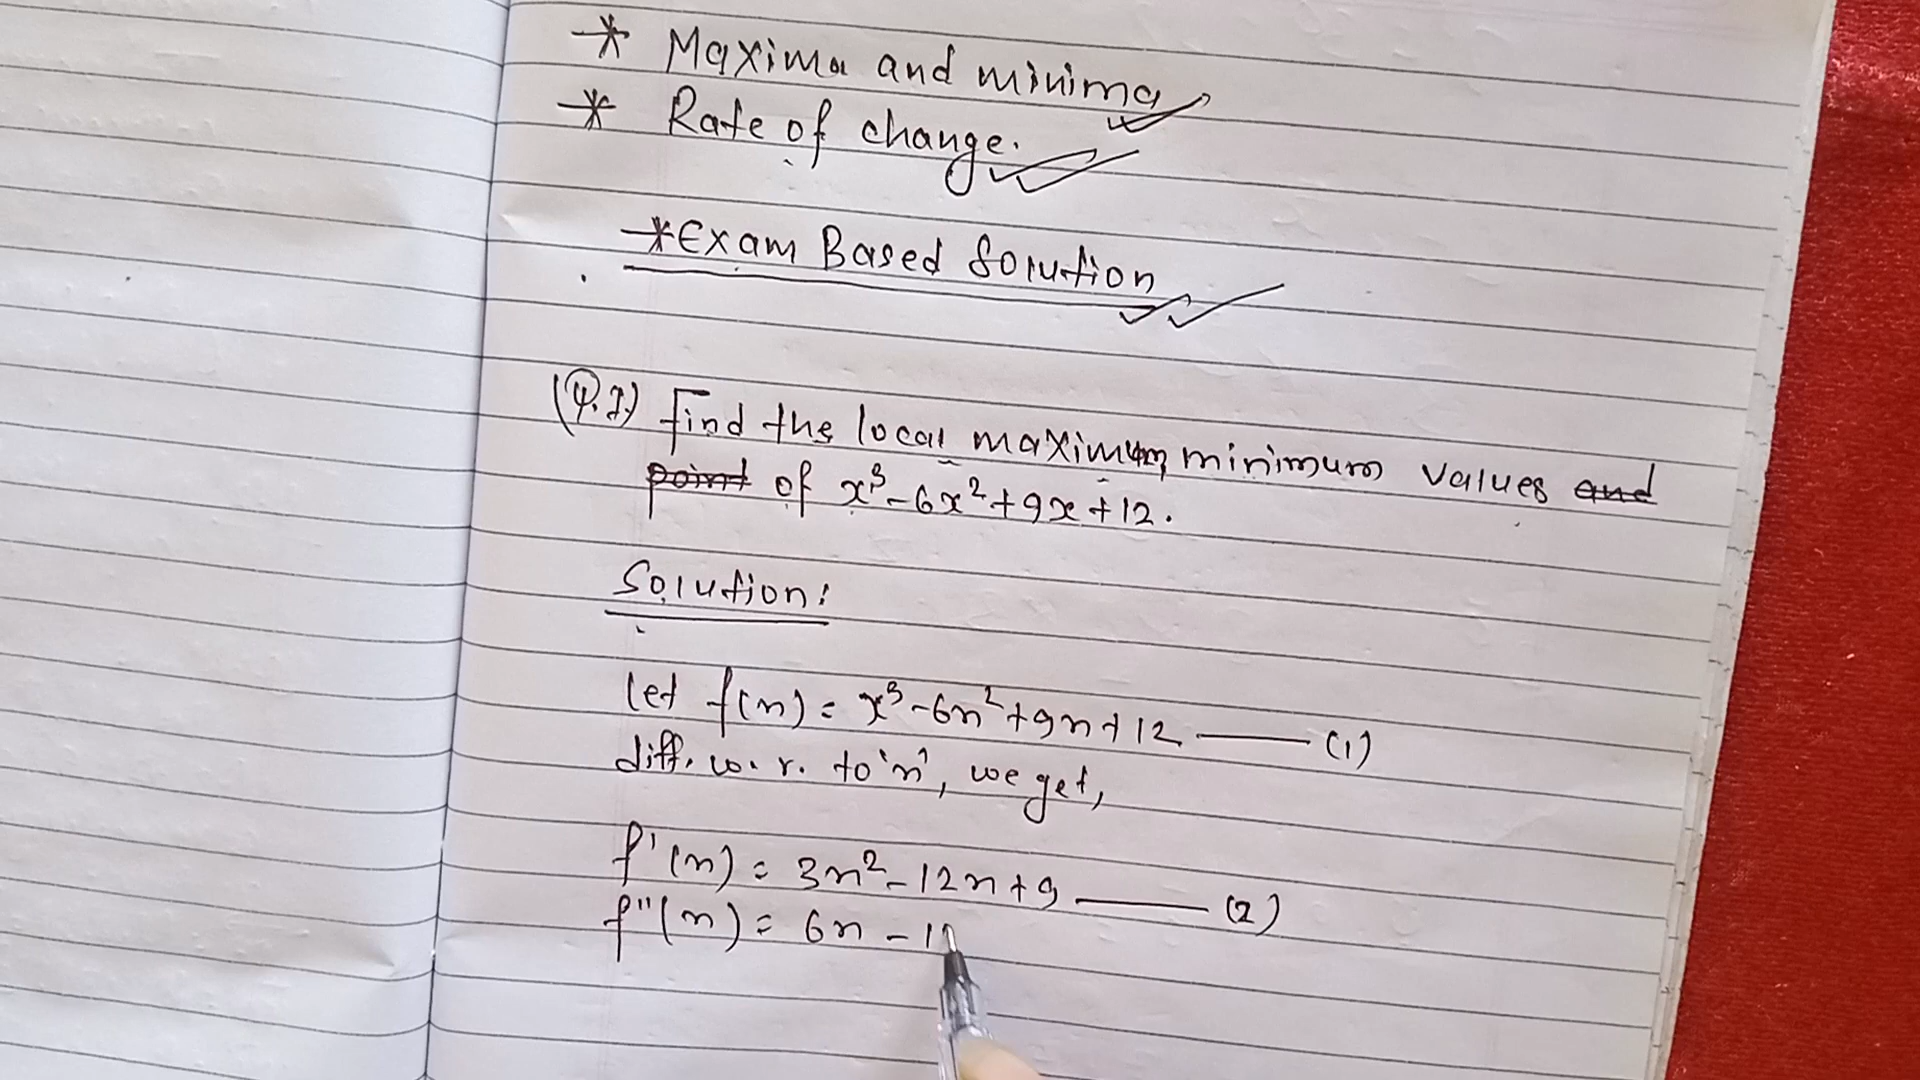 * Maxima and minima
* Rate of change.
* Exam Based Solution
(Q.1) Find the local maximum minimum values and
point of x³-6x²+9x+12.
Solution:
Let f(x) = x³-6x²+9x+12 —— (1)
diff. w.r. to 'x', we get,
f'(x) = 3x²-12x+9 —— (2)
f''(x) = 6x - 1